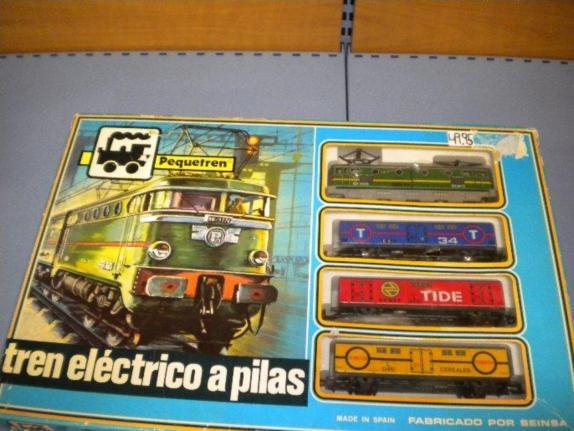 Pequetren
49,95
T
T
34
TIDE
CEREALES
tren eléctrico a pilas
MADE IN SPAIN
FABRICADO POR SEINSA